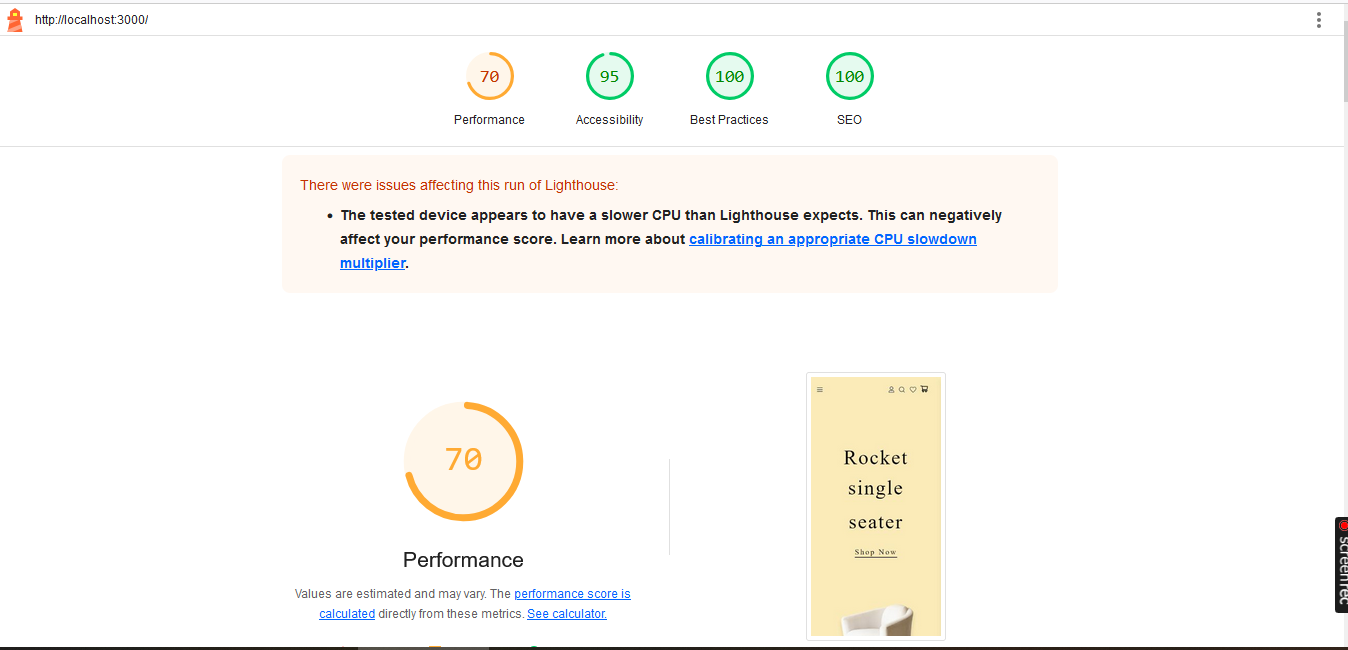 http://localhost:3000/
70
95
100
100
Performance
Accessibility
Best Practices
SEO
There were issues affecting this run of Lighthouse:
• The tested device appears to have a slower CPU than Lighthouse expects. This can negatively
affect your performance score. Learn more about calibrating an appropriate CPU slowdown
multiplier.
70
Performance
Values are estimated and may vary. The performance score is
calculated directly from these metrics. See calculator.
Rocket
single
seater
Shop Now
screenrec